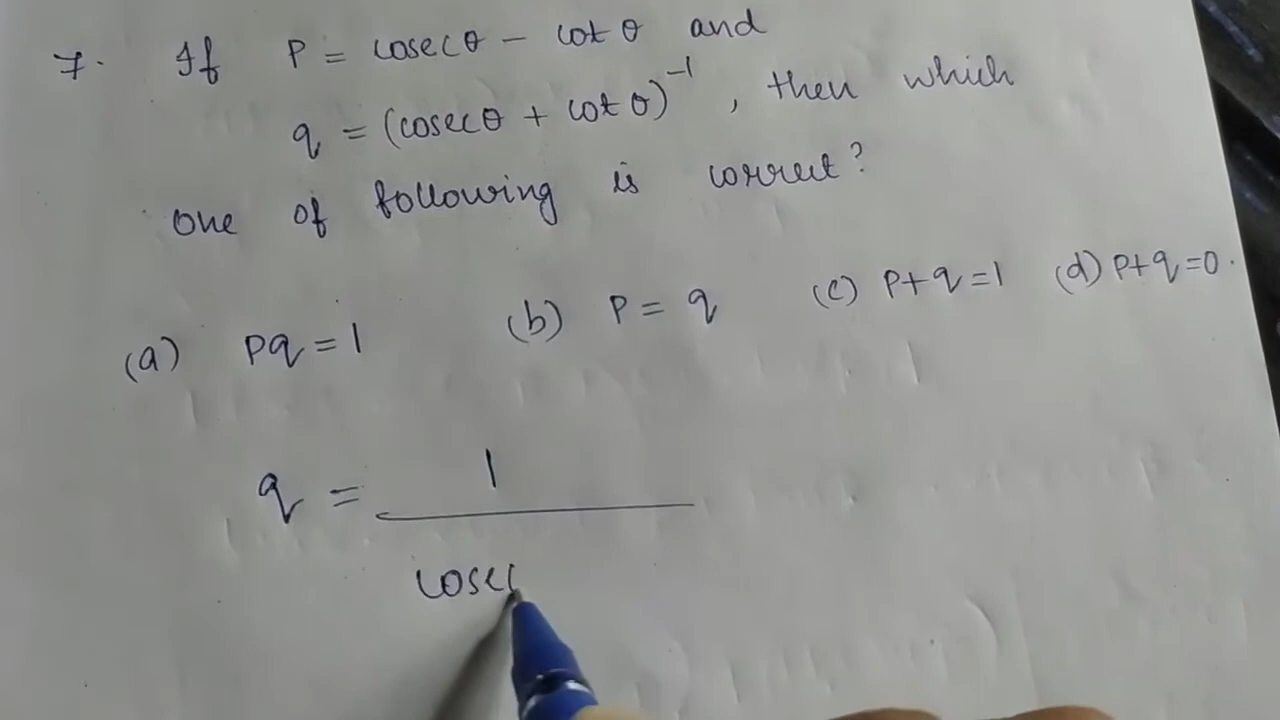 7. If P = cosecθ - cotθ and
q = (cosecθ + cotθ)⁻¹, then which
one of following is correct?
(a) pq = 1 (b) P = q (c) P+q=1 (d) P+q=0.
q = 1
cosec